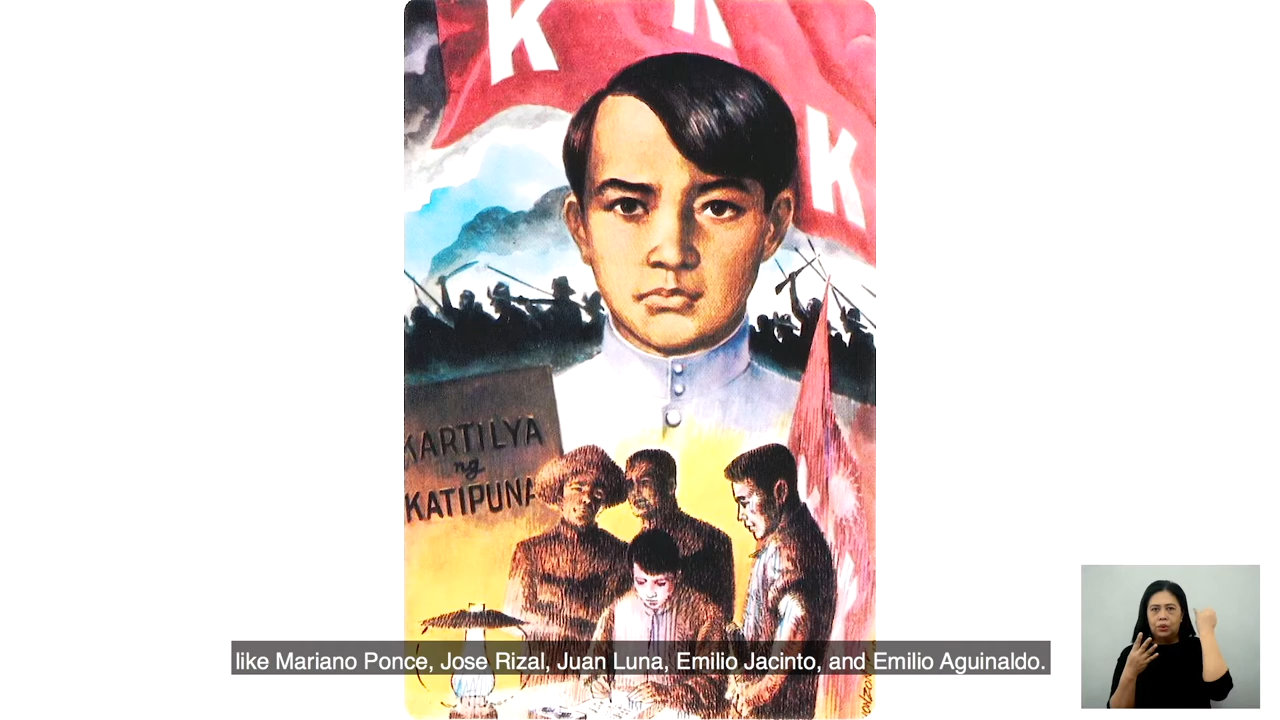 K
K
K
KARTILYA
ng
KATIPUNA
like Mariano Ponce, Jose Rizal, Juan Luna, Emilio Jacinto, and Emilio Aguinaldo.